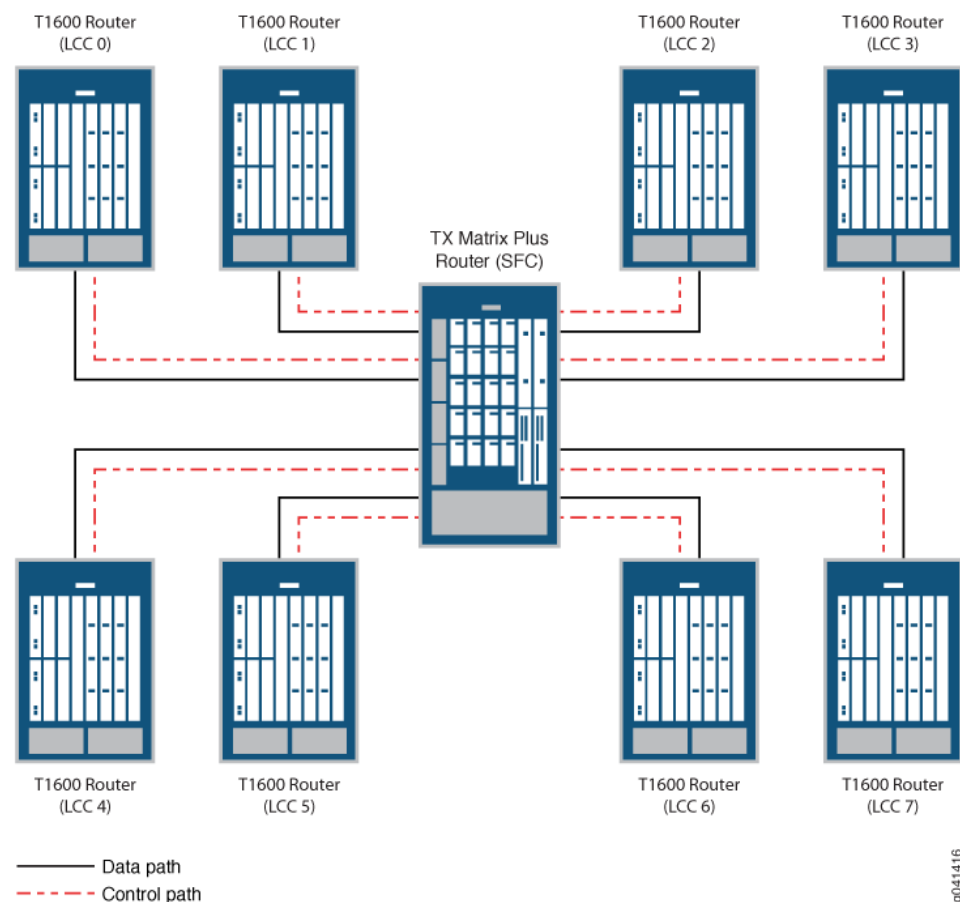 T1600 Router
(LCC 0)
T1600 Router
(LCC 1)
T1600 Router
(LCC 2)
T1600 Router
(LCC 3)
TX Matrix Plus
Router (SFC)
T1600 Router
(LCC 4)
T1600 Router
(LCC 5)
T1600 Router
(LCC 6)
T1600 Router
(LCC 7)
Data path
Control path
g041416